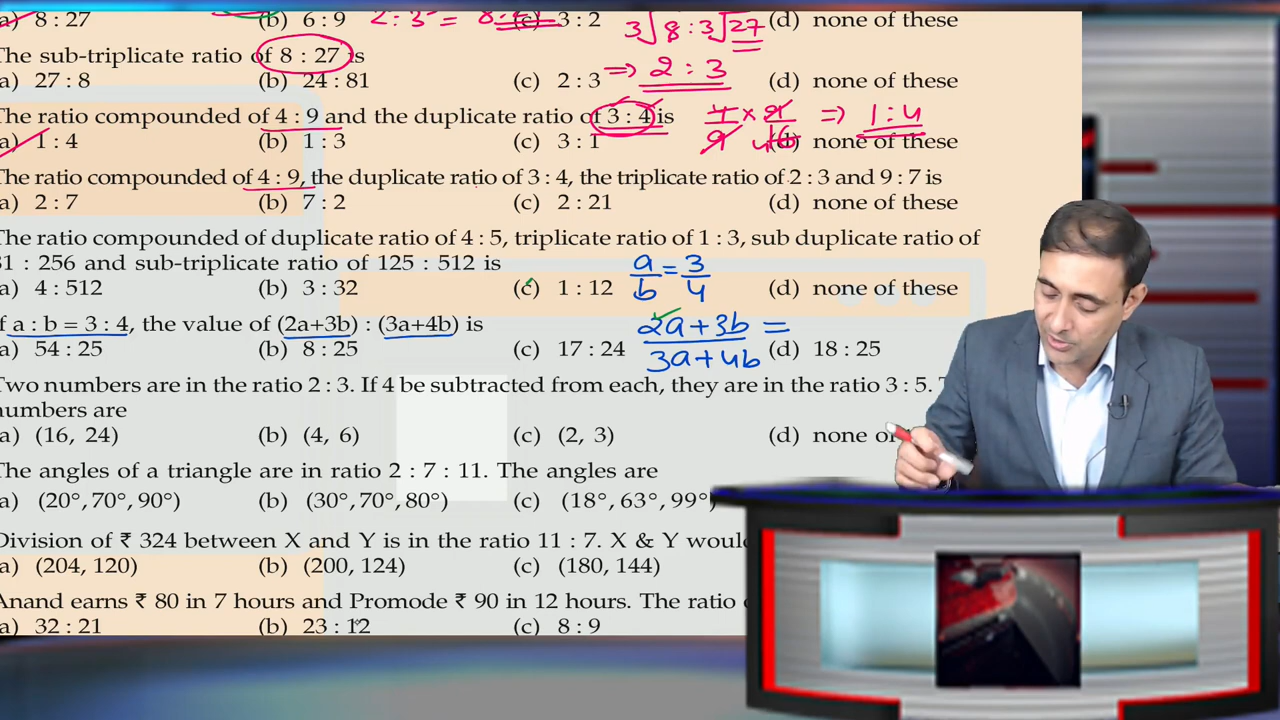 a) 8 : 27 (b) 6 : 9 2 : 3 = (c) 3 : 2 3√8 : 3√27 (d) none of these
The sub-triplicate ratio of 8 : 27 is
a) 27 : 8 (b) 24 : 81 (c) 2 : 3 ⇒ 2 : 3 (d) none of these
The ratio compounded of 4 : 9 and the duplicate ratio of 3 : 4 is 4/9 × 9/16 ⇒ 1 : 4
a) 1 : 4 (b) 1 : 3 (c) 3 : 1 (d) none of these
The ratio compounded of 4 : 9, the duplicate ratio of 3 : 4, the triplicate ratio of 2 : 3 and 9 : 7 is
a) 2 : 7 (b) 7 : 2 (c) 2 : 21 (d) none of these
The ratio compounded of duplicate ratio of 4 : 5, triplicate ratio of 1 : 3, sub duplicate ratio of
81 : 256 and sub-triplicate ratio of 125 : 512 is
a) 4 : 512 (b) 3 : 32 (c) 1 : 12 a/b = 3/4 (d) none of these
f a : b = 3 : 4, the value of (2a+3b) : (3a+4b) is 2a+3b/3a+4b =
a) 54 : 25 (b) 8 : 25 (c) 17 : 24 (d) 18 : 25
Two numbers are in the ratio 2 : 3. If 4 be subtracted from each, they are in the ratio 3 : 5.
numbers are
a) (16, 24) (b) (4, 6) (c) (2, 3) (d) none of
The angles of a triangle are in ratio 2 : 7 : 11. The angles are
a) (20°, 70°, 90°) (b) (30°, 70°, 80°) (c) (18°, 63°, 99°)
Division of ₹ 324 between X and Y is in the ratio 11 : 7. X & Y would
a) (204, 120) (b) (200, 124) (c) (180, 144)
Anand earns ₹ 80 in 7 hours and Promode ₹ 90 in 12 hours. The ratio
a) 32 : 21 (b) 23 : 12 (c) 8 : 9